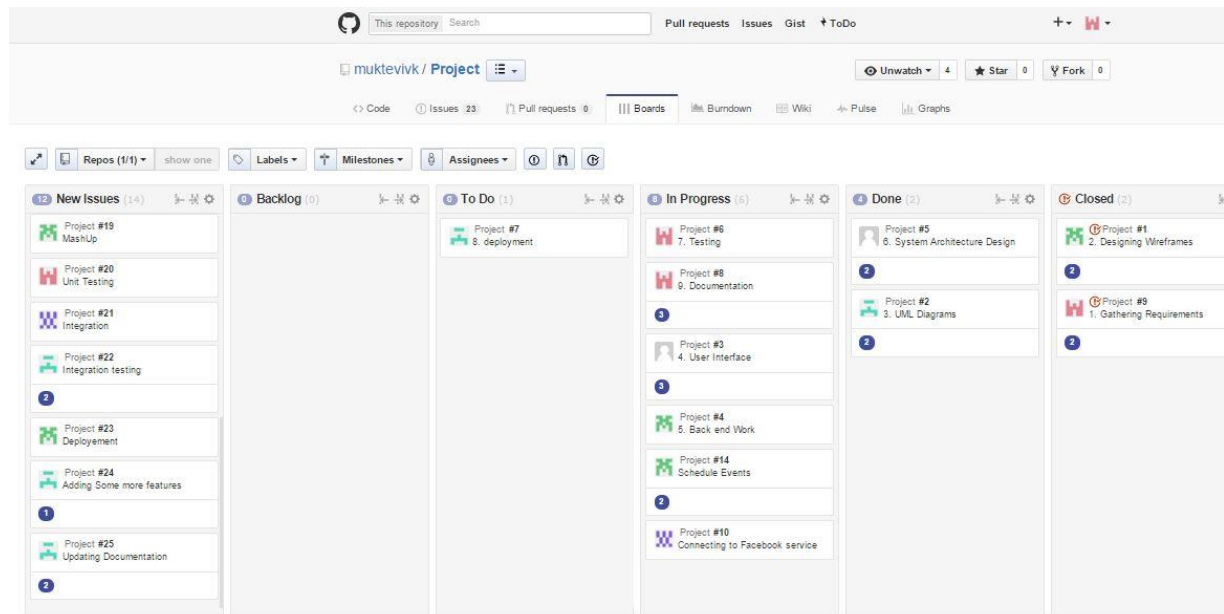 This repository Search Pull requests Issues Gist ToDo
muktevivk / Project Unwatch 4 Star 0 Fork 0
Code Issues 23 Pull requests 0 Boards Burndown Wiki Pulse Graphs
Repos (1/1) show one Labels Milestones Assignees
12 New Issues (14)
Project #19
MashUp
Project #20
Unit Testing
Project #21
Integration
Project #22
Integration testing
2
Project #23
Deployement
Project #24
Adding Some more features
1
Project #25
Updating Documentation
2
0 Backlog (0)
0 To Do (1)
Project #7
8. deployment
8 In Progress (6)
Project #6
7. Testing
Project #8
9. Documentation
3
Project #3
4. User Interface
3
Project #4
5. Back end Work
Project #14
Schedule Events
2
Project #10
Connecting to Facebook service
4 Done (2)
Project #5
6. System Architecture Design
2
Project #2
3. UML Diagrams
2
Closed (2)
Project #1
2. Designing Wireframes
2
Project #9
1. Gathering Requirements
2